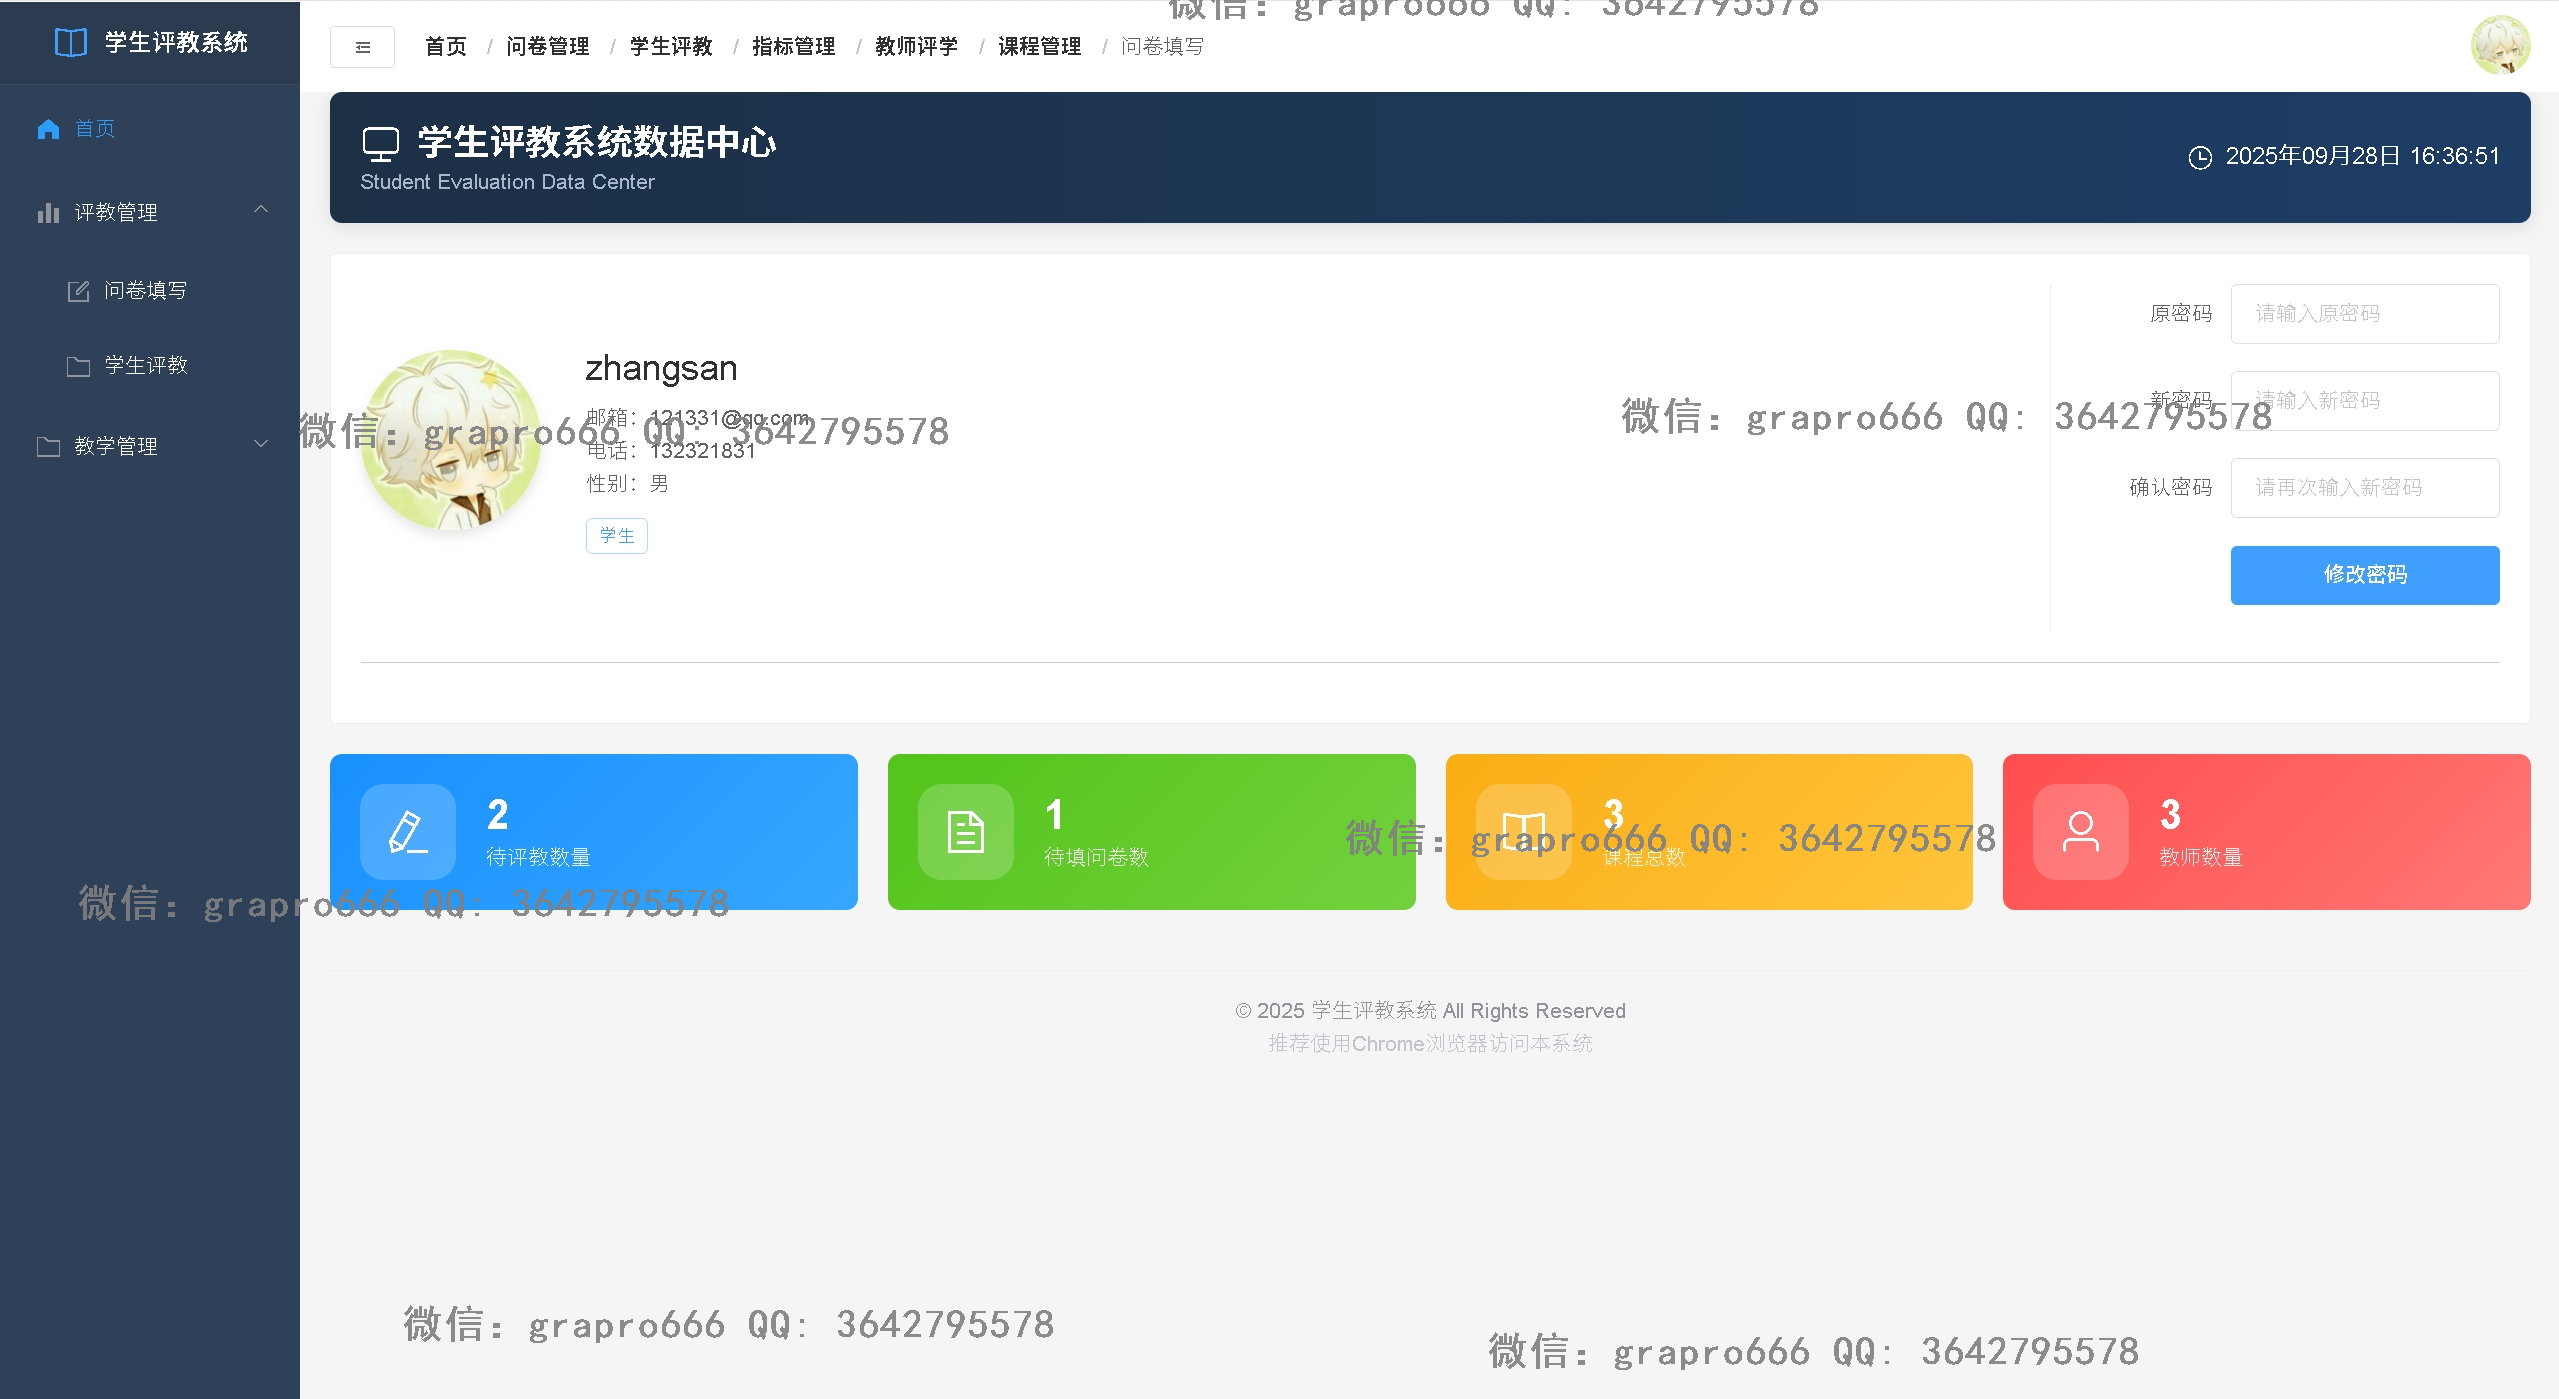 微信: grapro666 QQ: 3642795578
学生评教系统
首页 / 问卷管理 / 学生评教 / 指标管理 / 教师评学 / 课程管理 / 问卷填写
首页
评教管理
问卷填写
学生评教
教学管理
学生评教系统数据中心
Student Evaluation Data Center
2025年09月28日 16:36:51
zhangsan
邮箱：121331@qq.com
电话：132321831
性别：男
学生
微信: grapro666 QQ: 3642795578
原密码 请输入原密码
新密码 请输入新密码
微信: grapro666 QQ: 3642795578
确认密码 请再次输入新密码
修改密码
2
待评教数量
1
待填问卷数
3
课程总数
微信: grapro666 QQ: 3642795578
3
教师数量
微信: grapro666 QQ: 3642795578
© 2025 学生评教系统 All Rights Reserved
推荐使用Chrome浏览器访问本系统
微信: grapro666 QQ: 3642795578
微信: grapro666 QQ: 3642795578